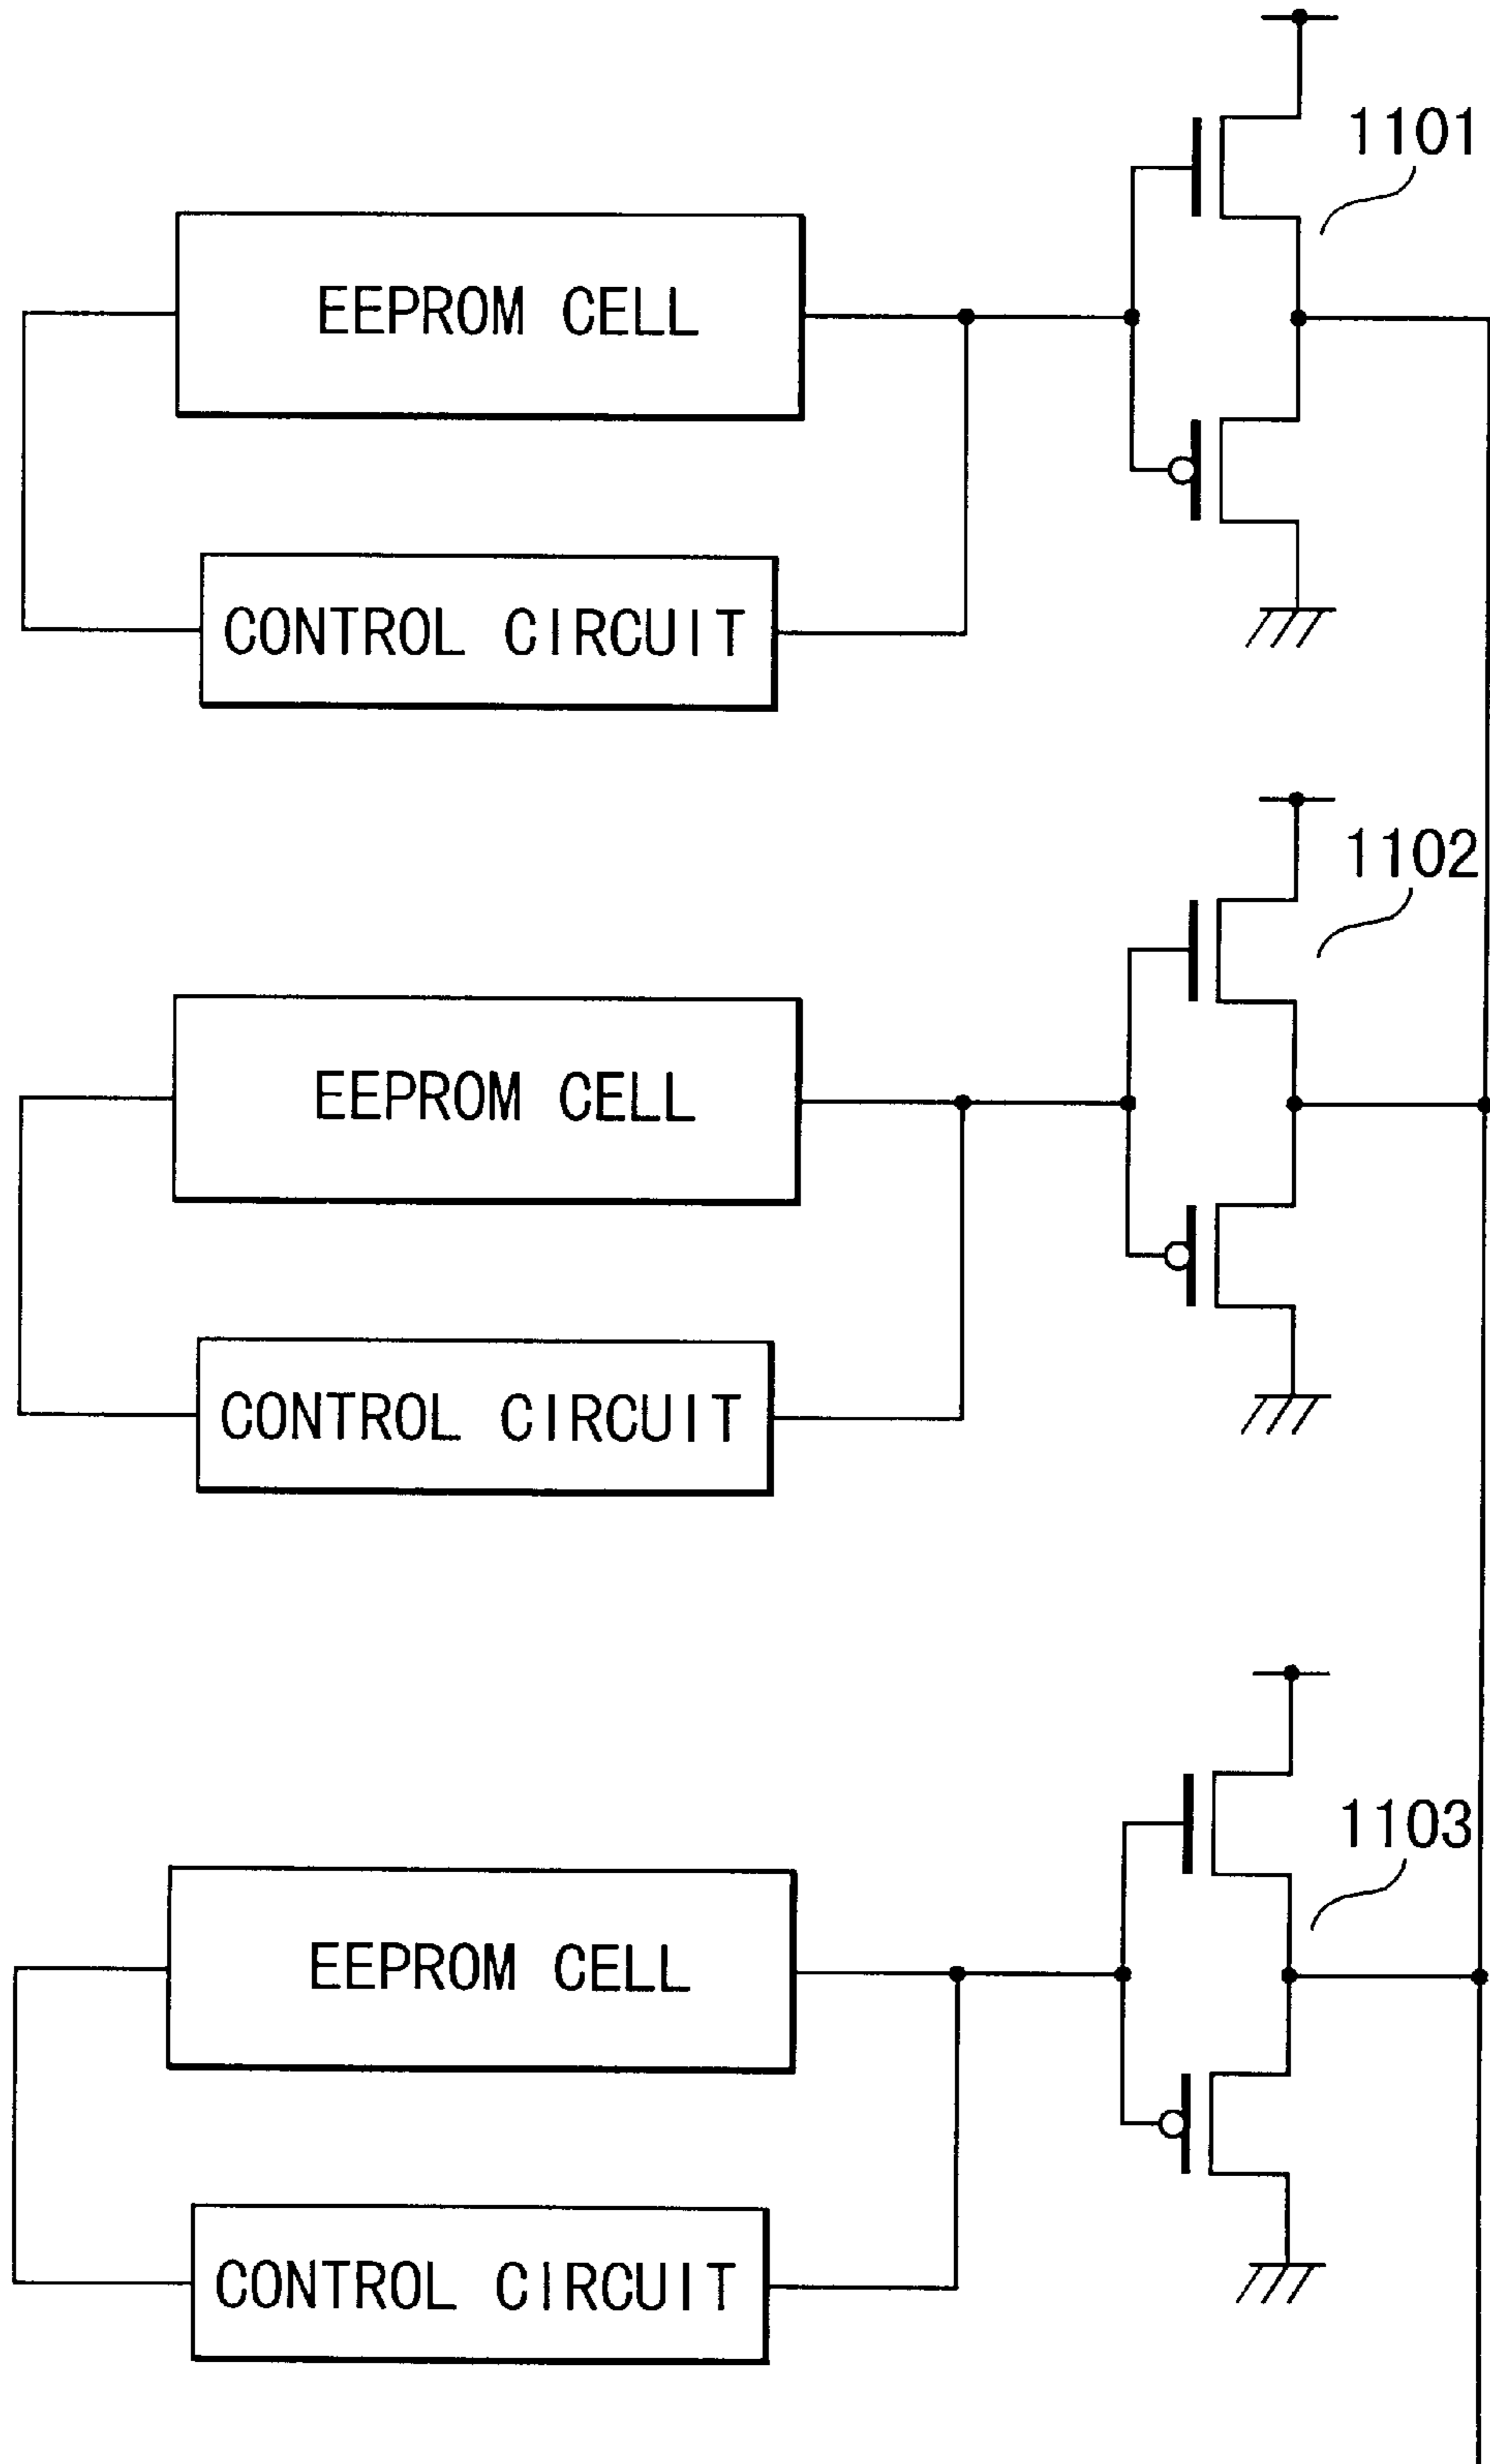 1101
EEPROM CELL
CONTROL CIRCUIT
1102
EEPROM CELL
CONTROL CIRCUIT
1103
EEPROM CELL
CONTROL CIRCUIT